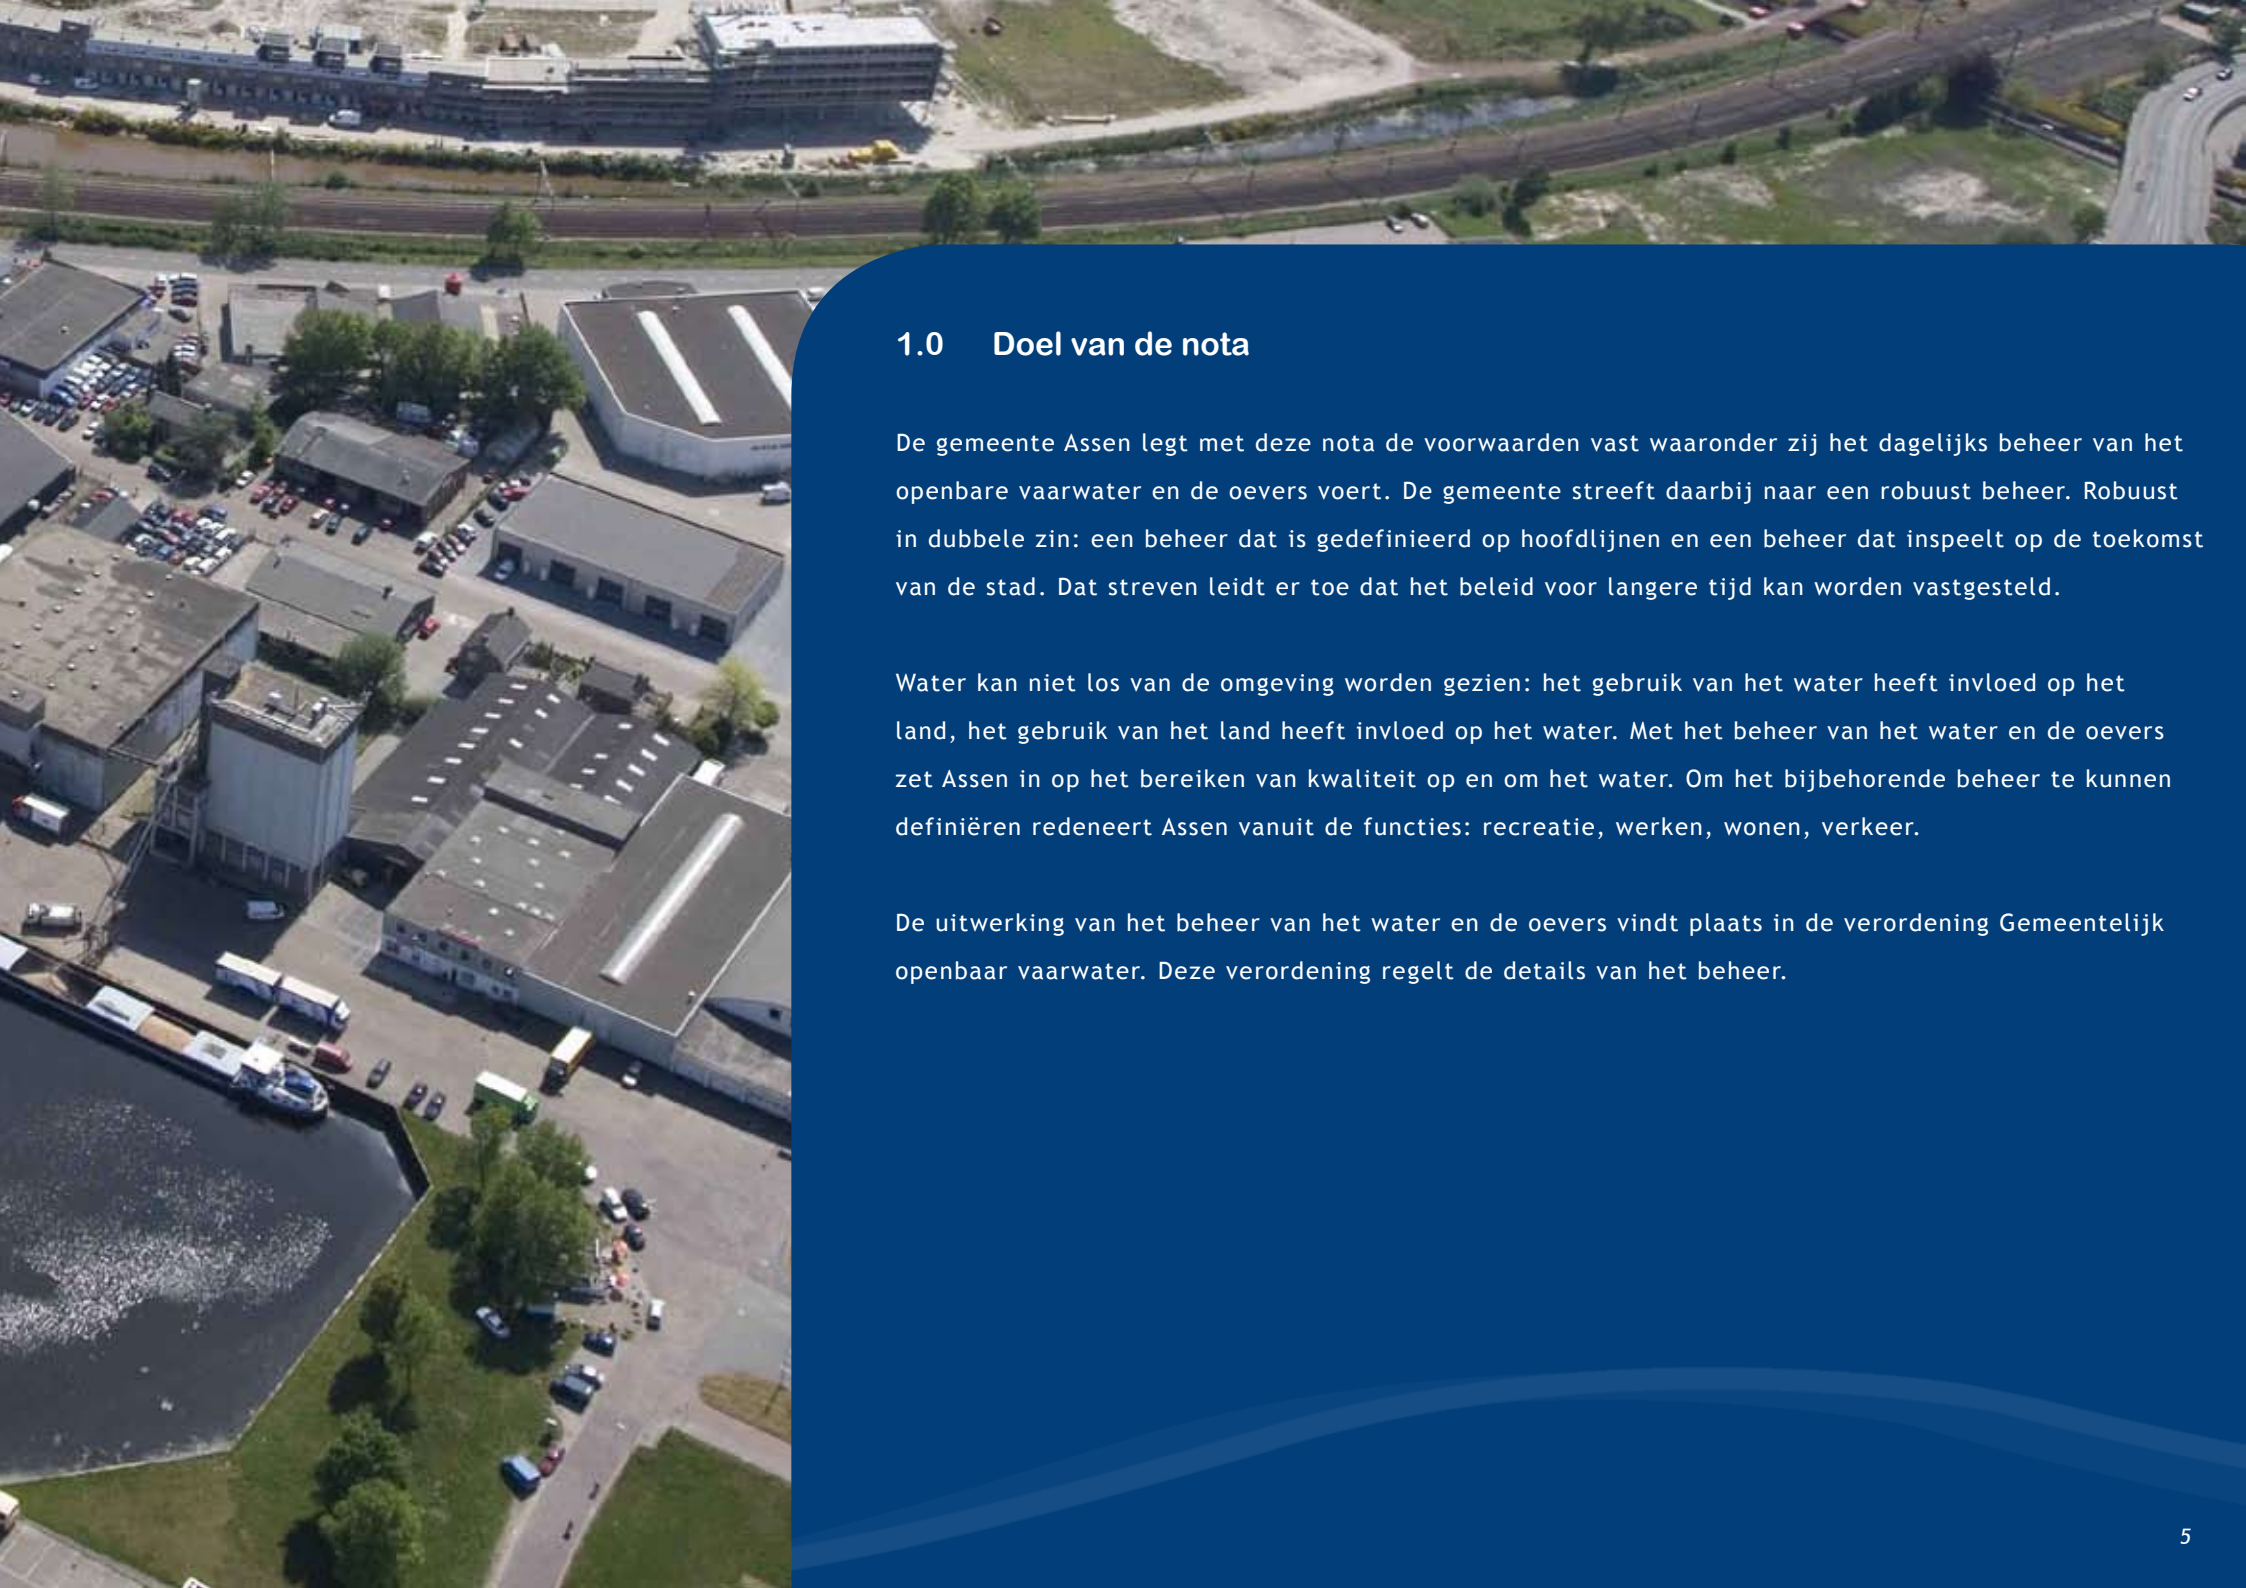 1.0 Doel van de nota
De gemeente Assen legt met deze nota de voorwaarden vast waaronder zij het dagelijks beheer van het
openbare vaarwater en de oevers voert. De gemeente streeft daarbij naar een robuust beheer. Robuust
in dubbele zin: een beheer dat is gedefinieerd op hoofdlijnen en een beheer dat inspeelt op de toekomst
van de stad. Dat streven leidt er toe dat het beleid voor langere tijd kan worden vastgesteld.
Water kan niet los van de omgeving worden gezien: het gebruik van het water heeft invloed op het
land, het gebruik van het land heeft invloed op het water. Met het beheer van het water en de oevers
zet Assen in op het bereiken van kwaliteit op en om het water. Om het bijbehorende beheer te kunnen
definiëren redeneert Assen vanuit de functies: recreatie, werken, wonen, verkeer.
De uitwerking van het beheer van het water en de oevers vindt plaats in de verordening Gemeentelijk
openbaar vaarwater. Deze verordening regelt de details van het beheer.
5